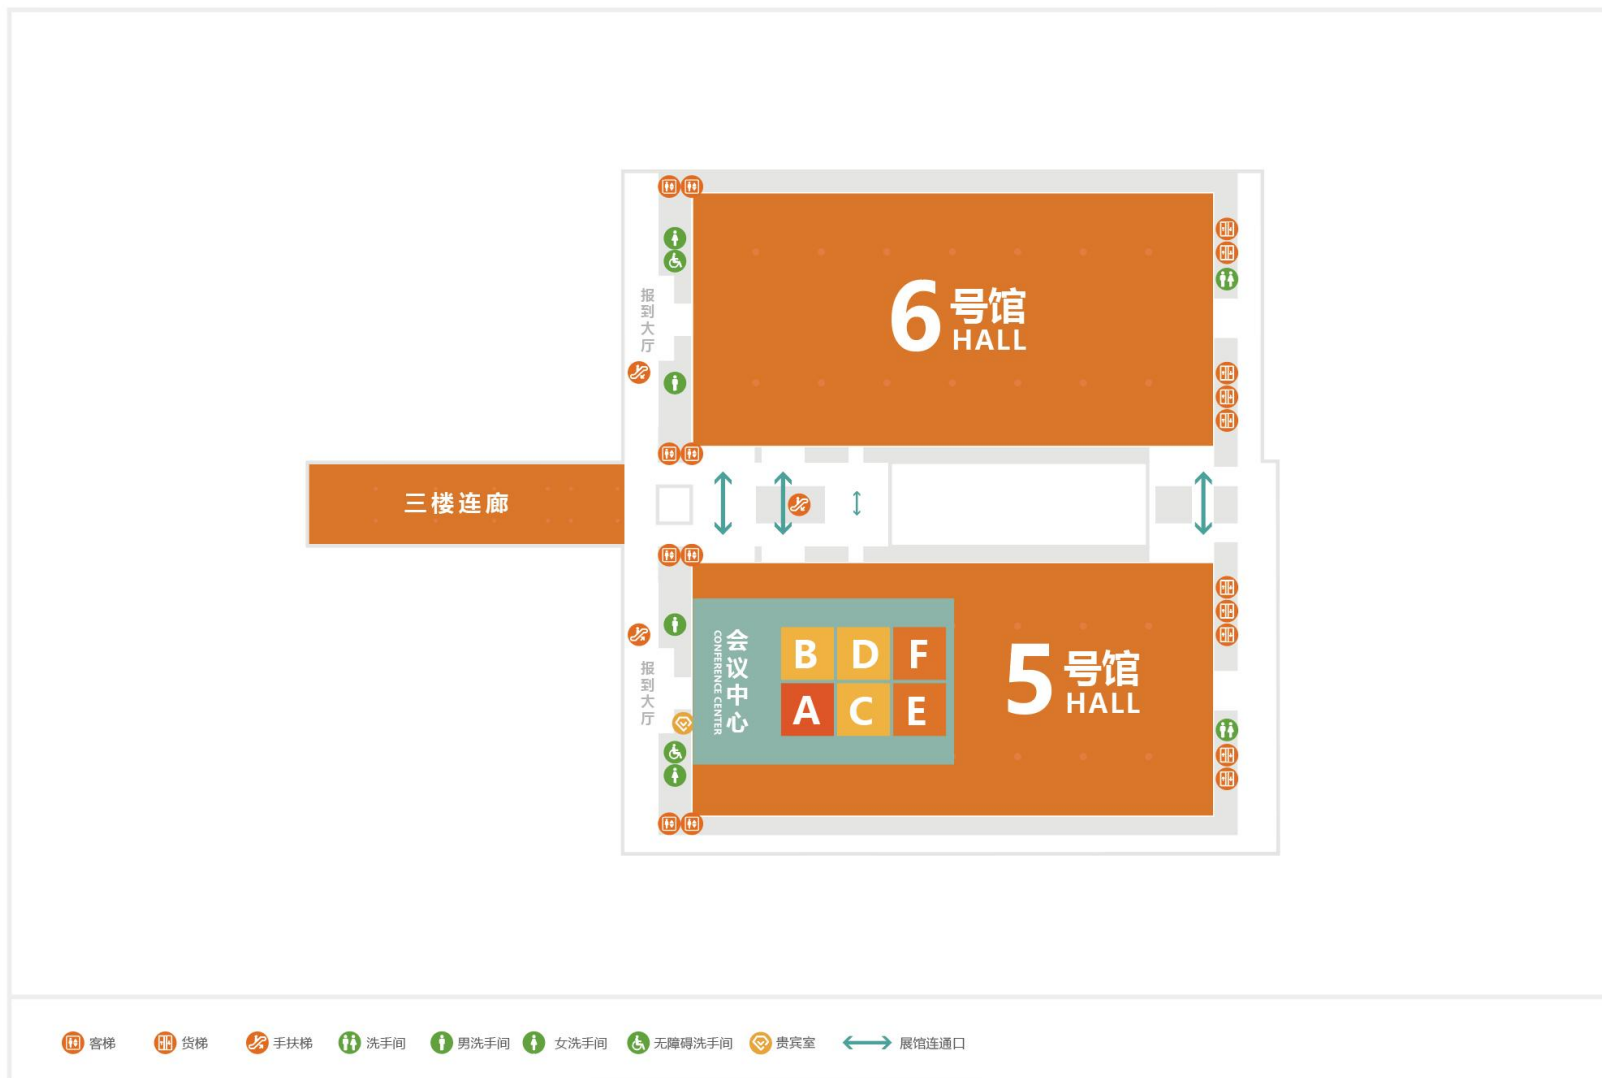 6 号馆
HALL
报到大厅
三楼连廊
会议中心
CONFERENCE CENTER
B D F
A C E
5 号馆
HALL
报到大厅
客梯 货梯 手扶梯 洗手间 男洗手间 女洗手间 无障碍洗手间 贵宾室 展馆连通口